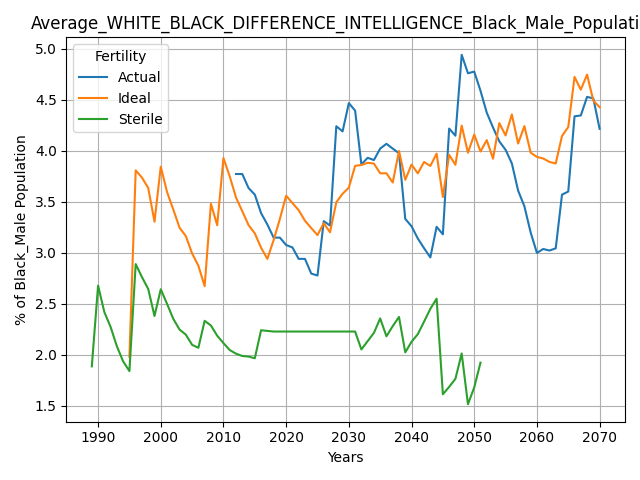 Average_WHITE_BLACK_DIFFERENCE_INTELLIGENCE_Black_Male_Populati
Fertility
Actual
Ideal
Sterile
% of Black_Male Population
5.0
4.5
4.0
3.5
3.0
2.5
2.0
1.5
1990 2000 2010 2020 2030 2040 2050 2060 2070
Years